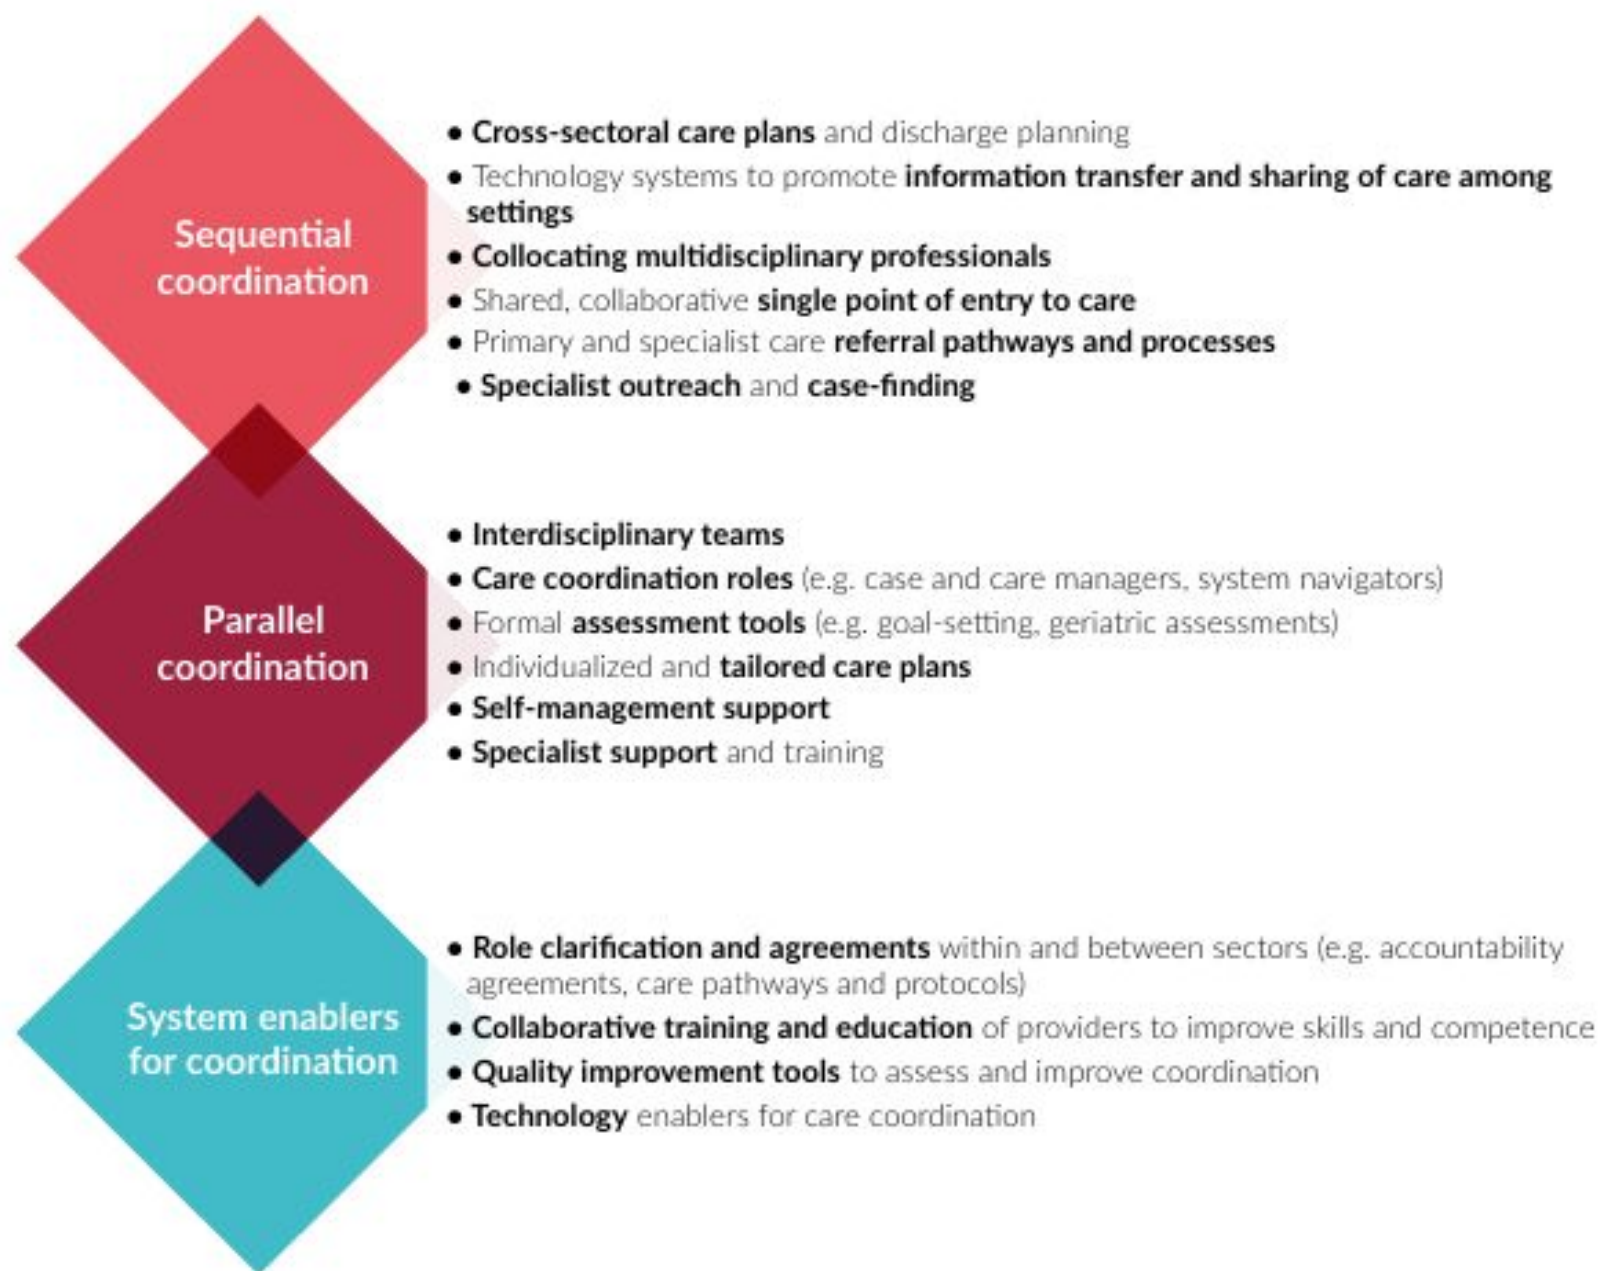 Sequential
coordination
• Cross-sectoral care plans and discharge planning
• Technology systems to promote information transfer and sharing of care among
settings
• Collocating multidisciplinary professionals
• Shared, collaborative single point of entry to care
• Primary and specialist care referral pathways and processes
• Specialist outreach and case-finding
Parallel
coordination
• Interdisciplinary teams
• Care coordination roles (e.g. case and care managers, system navigators)
• Formal assessment tools (e.g. goal-setting, geriatric assessments)
• Individualized and tailored care plans
• Self-management support
• Specialist support and training
System enablers
for coordination
• Role clarification and agreements within and between sectors (e.g. accountability
agreements, care pathways and protocols)
• Collaborative training and education of providers to improve skills and competence
• Quality improvement tools to assess and improve coordination
• Technology enablers for care coordination